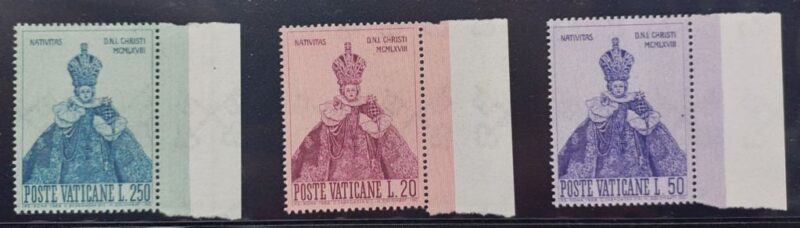 NATIVITAS D.N.I. CHRISTI
MCMLXVIII
POSTE VATICANE L. 250
NATIVITAS D.N.I. CHRISTI
MCMLXVIII
POSTE VATICANE L. 20
NATIVITAS D.N.I. CHRISTI
MCMLXVIII
POSTE VATICANE L. 50